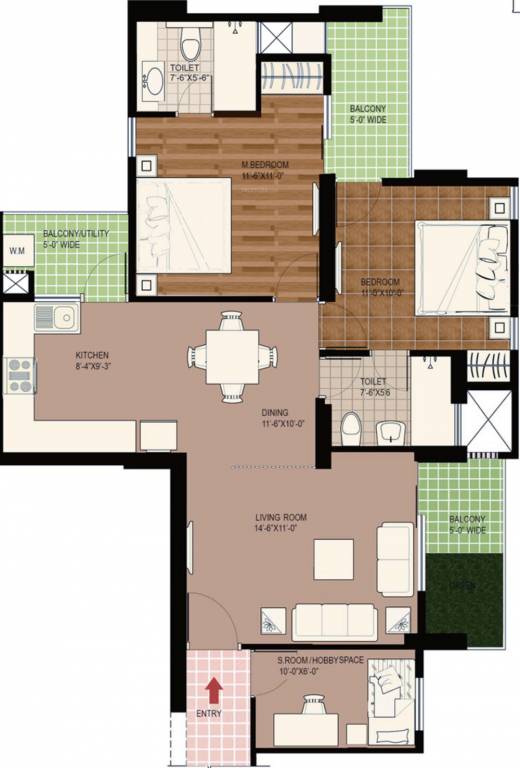 TOILET
7'-6"X5'-6"
BALCONY
5'-0" WIDE
M.BEDROOM
11'-6"X11'-0"
BALCONY/UTILITY
5'-0" WIDE
W.M
BEDROOM
11'-0"X10'-0"
KITCHEN
8'-4"X9'-3"
TOILET
7'-6"X5'6
DINING
11'-6"X10'-0"
LIVING ROOM
14'-6"X11'-0"
BALCONY
5'-0" WIDE
S.ROOM/HOBBYSPACE
10'-0"X6'-0"
ENTRY